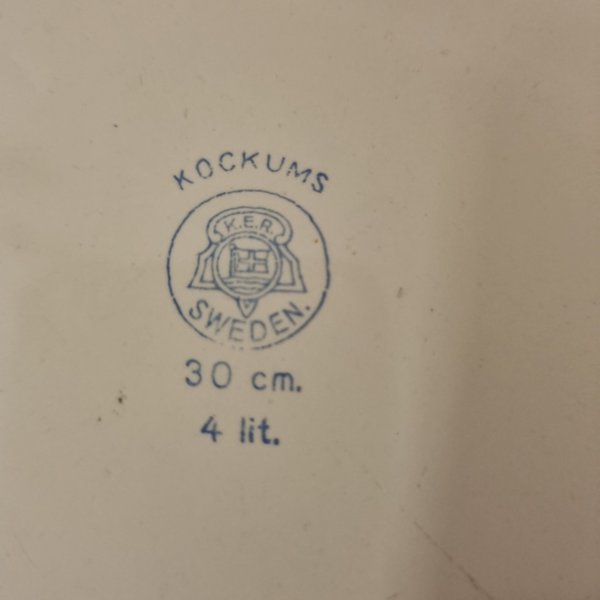 KOCKUMS
K.E.R.
SWEDEN.
30 cm.
4 lit.